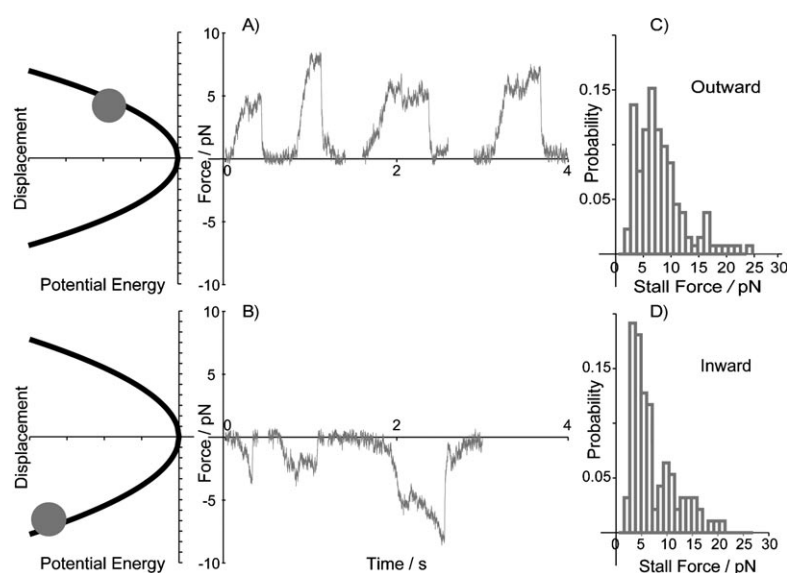 A)
Displacement
Potential Energy
Force / pN
10
5
0
-5
-10
2
4
C)
Outward
Probability
0.15
0.05
0 5 10 15 20 25 30
Stall Force / pN
B)
Displacement
Potential Energy
Force / pN
10
5
0
-5
-10
2
4
Time / s
D)
Inward
Probability
0.15
0.05
0 5 10 15 20 25 30
Stall Force / pN